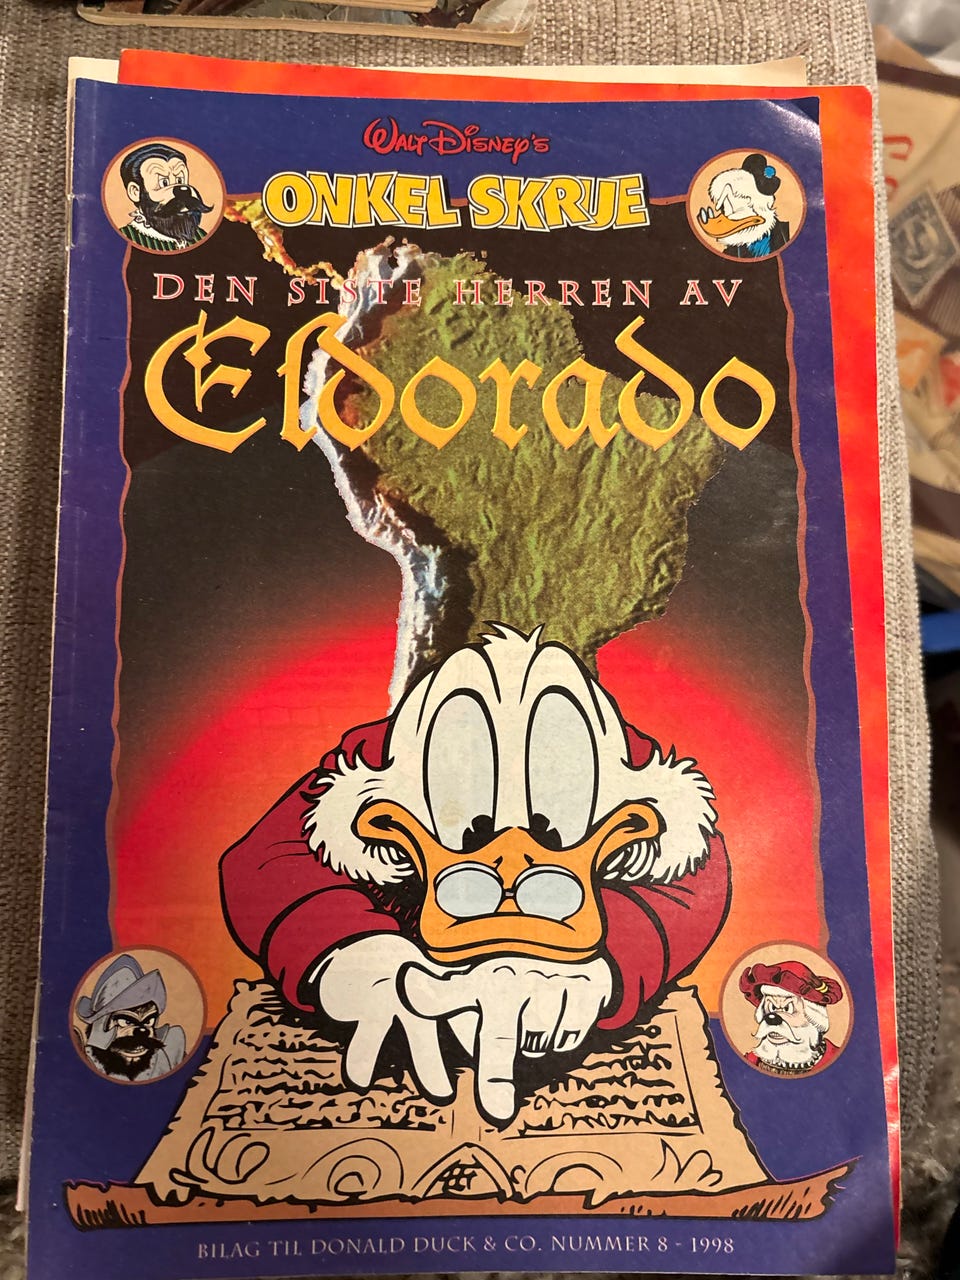 WALT DISNEY'S
ONKEL SKRUE
DEN SISTE HERREN AV
Eldorado
BILAG TIL DONALD DUCK & CO. NUMMER 8 - 1998